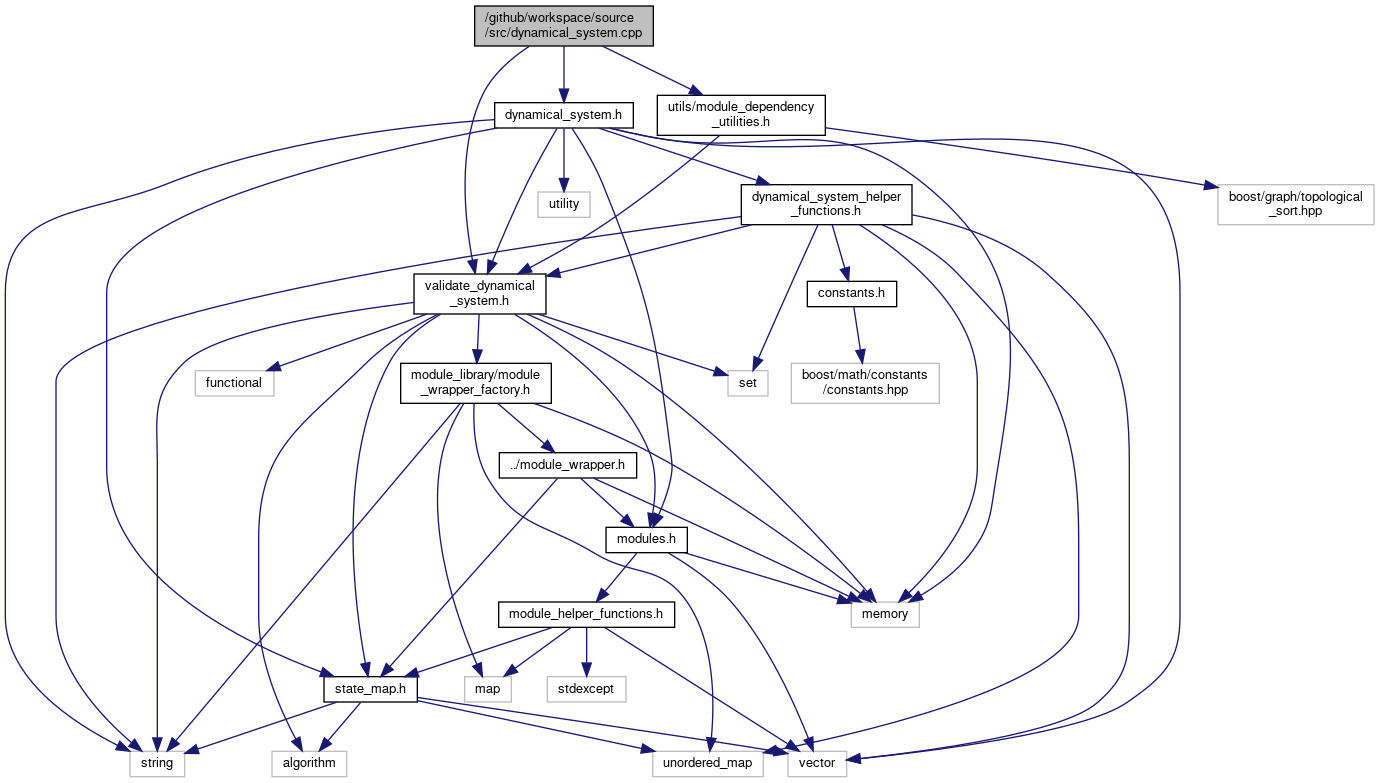 /github/workspace/source
/src/dynamical_system.cpp
dynamical_system.h
utils/module_dependency
_utilities.h
utility
dynamical_system_helper
_functions.h
boost/graph/topological
_sort.hpp
validate_dynamical
_system.h
constants.h
functional
module_library/module
_wrapper_factory.h
set
boost/math/constants
/constants.hpp
../module_wrapper.h
modules.h
module_helper_functions.h
memory
state_map.h
map
stdexcept
string
algorithm
unordered_map
vector